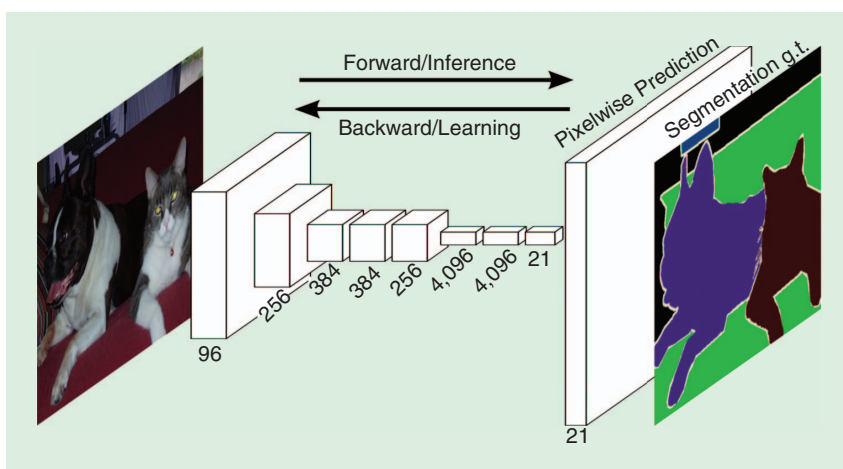 Forward/Inference
Backward/Learning
Pixelwise Prediction
Segmentation g.t.
96
256
384
384
256
4,096
4,096
21
21